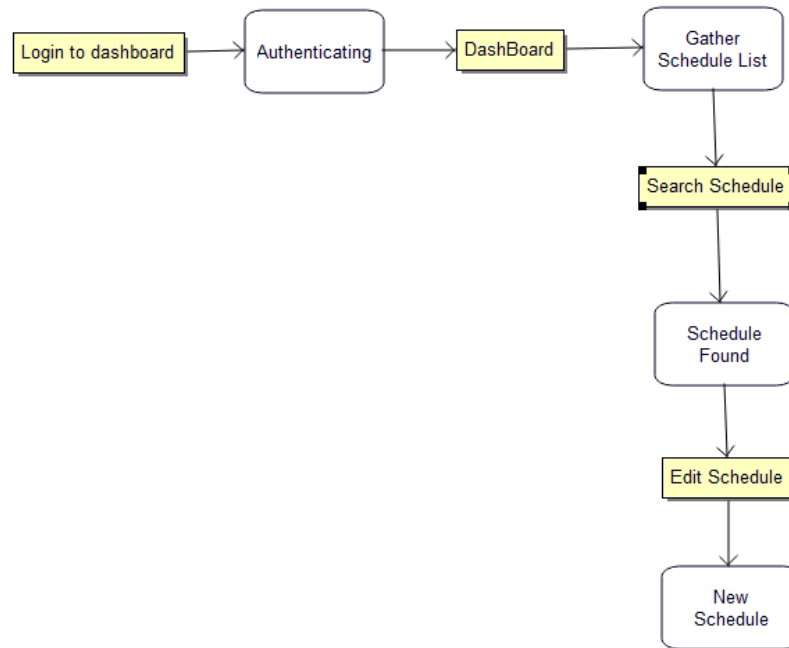 Login to dashboard
Authenticating
DashBoard
Gather
Schedule List
Search Schedule
Schedule
Found
Edit Schedule
New
Schedule